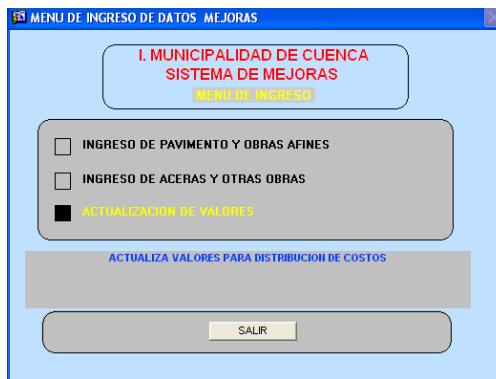 MENU DE INGRESO DE DATOS MEJORAS
I. MUNICIPALIDAD DE CUENCA
SISTEMA DE MEJORAS
MENU DE INGRESO
INGRESO DE PAVIMENTO Y OBRAS AFINES
INGRESO DE ACERAS Y OTRAS OBRAS
ACTUALIZACION DE VALORES
ACTUALIZA VALORES PARA DISTRIBUCION DE COSTOS
SALIR